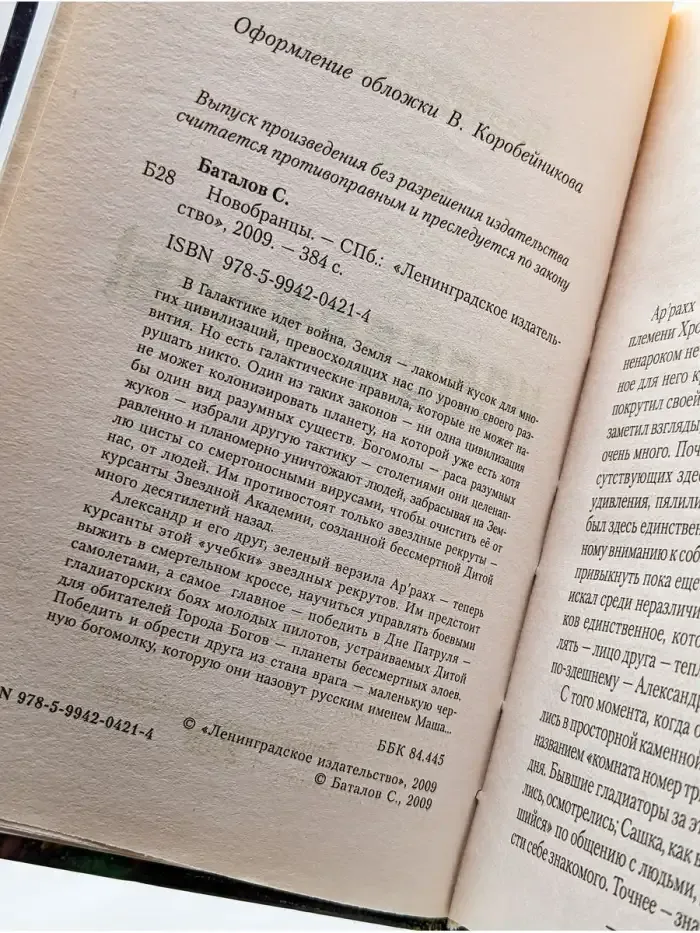 Оформление обложки В. Коробейникова
Выпуск произведения без разрешения издательства
считается противоправным и преследуется по закону
Баталов С.
Б28 Новобранцы. — СПб.: «Ленинградское издатель-
ство», 2009. — 384 с.
ISBN 978-5-9942-0421-4
В Галактике идет война. Земля — лакомый кусок для мно-
гих цивилизаций, превосходящих нас по уровню своего раз-
вития. Но есть галактические правила, которые не может на-
рушать никто. Один из таких законов — ни одна цивилизация
не может колонизировать планету, на которой уже есть хотя
бы один вид разумных существ. Богомолы — раса разумных
жуков — избрали другую тактику — столетиями они целенап-
равленно и планомерно уничтожают людей, забрасывая на Зем-
лю цисты со смертоносными вирусами, чтобы очистить её от
нас, от людей. Им противостоят только звездные рекруты —
курсанты Звездной Академии, созданной бессмертной Дитой
много десятилетий назад.
Александр и его друг, зеленый верзила Ар'рахх — теперь
курсанты этой «учебки» звездных рекрутов. Им предстоит
выжить в смертельном кроссе, научиться управлять боевыми
самолетами, а самое главное — победить в Дне Патруля —
гладиаторских боях молодых пилотов, устраиваемых Дитой
для обитателей Города Богов — планеты бессмертных элоев.
Победить и обрести друга из стана врага — маленькую чер-
ную богомолку, которую они назовут русским именем Маша...
ББК 84.445
N 978-5-9942-0421-4
© «Ленинградское издательство», 2009
© Баталов С., 2009
Ар'рахх
племени Хро
ненароком не
ное для него к
покрутил своей
заметил взгляды
очень много. Поч
сутствующих здес
удивления, пялили
был здесь единствен
ному вниманию к соб
привыкнуть пока еще
искал среди неразличи
ков единственное, кото
лять – лицо друга – тепл
по-здешнему – Александр
С того момента, когда о
лись в просторной каменной
названием «комната номер тр
дня. Бывшие гладиаторы за эт
лись, осмотрелись; Сашка, как в
шийся» по общению с людьми,
сти себе знакомого. Точнее – зна